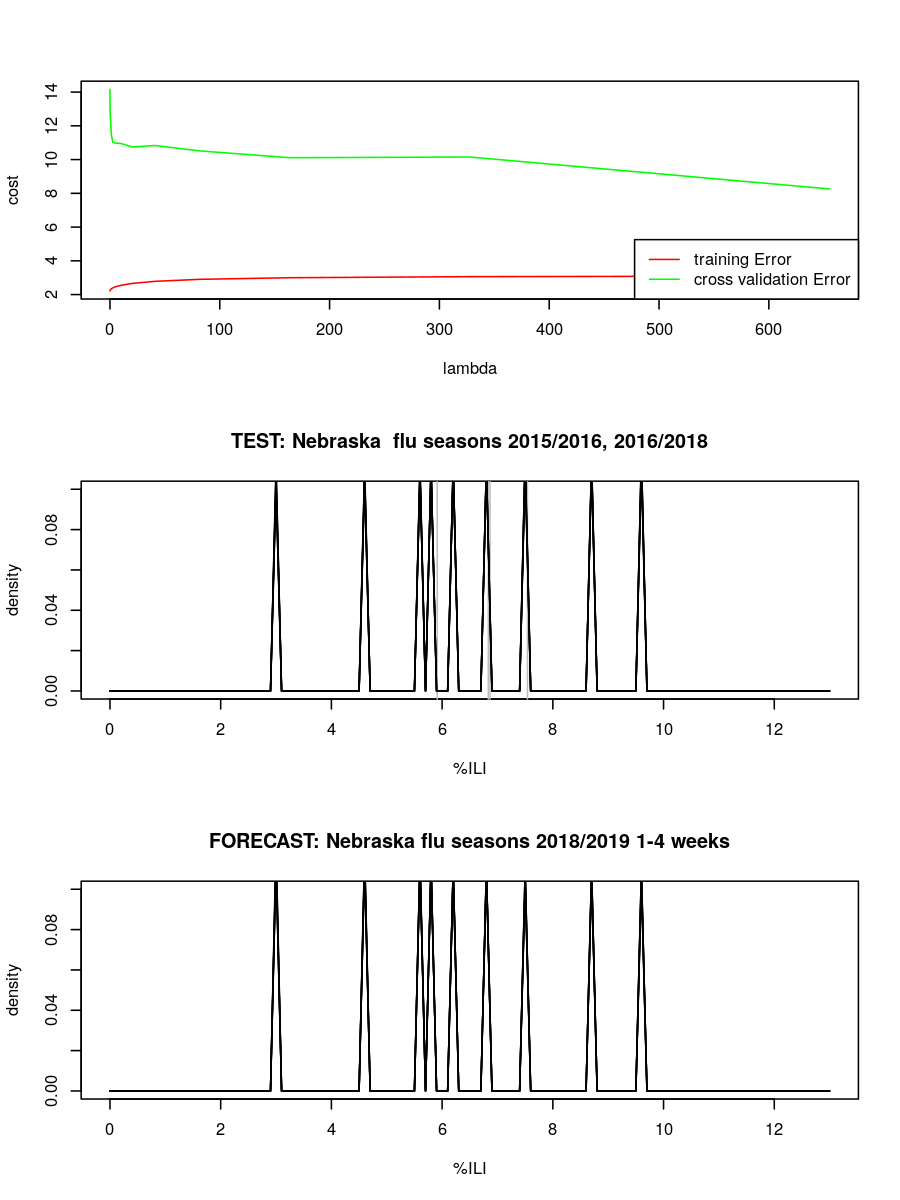 14
12
10
8
6
4
2
cost
training Error
cross validation Error
0 100 200 300 400 500 600
lambda
TEST: Nebraska  flu seasons 2015/2016, 2016/2018
0.08
0.04
0.00
density
0 2 4 6 8 10 12
%ILI
FORECAST: Nebraska flu seasons 2018/2019 1-4 weeks
0.08
0.04
0.00
density
0 2 4 6 8 10 12
%ILI